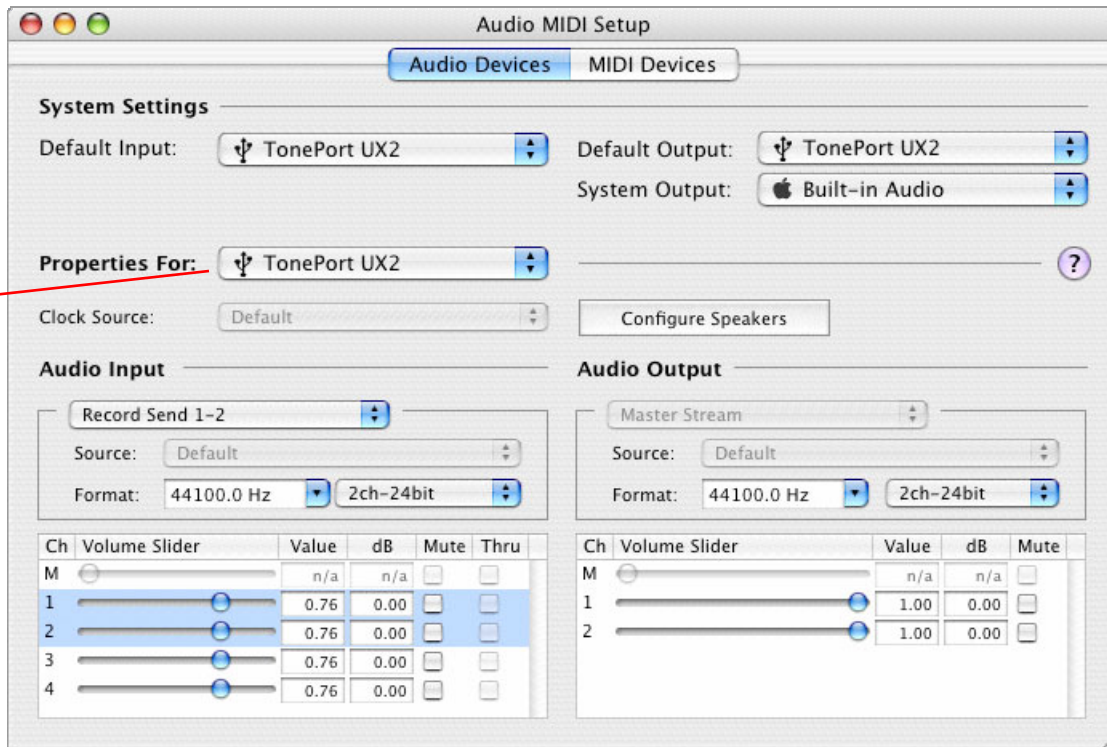 Audio MIDI Setup
Audio Devices MIDI Devices
System Settings
Default Input: TonePort UX2
Default Output: TonePort UX2
System Output: Built-in Audio
Properties For: TonePort UX2 ?
Clock Source: Default
Configure Speakers
Audio Input
Record Send 1-2
Source: Default
Format: 44100.0 Hz 2ch-24bit
Ch Volume Slider Value dB Mute Thru
M n/a n/a
1 0.76 0.00
2 0.76 0.00
3 0.76 0.00
4 0.76 0.00
Audio Output
Master Stream
Source: Default
Format: 44100.0 Hz 2ch-24bit
Ch Volume Slider Value dB Mute
M n/a n/a
1 1.00 0.00
2 1.00 0.00